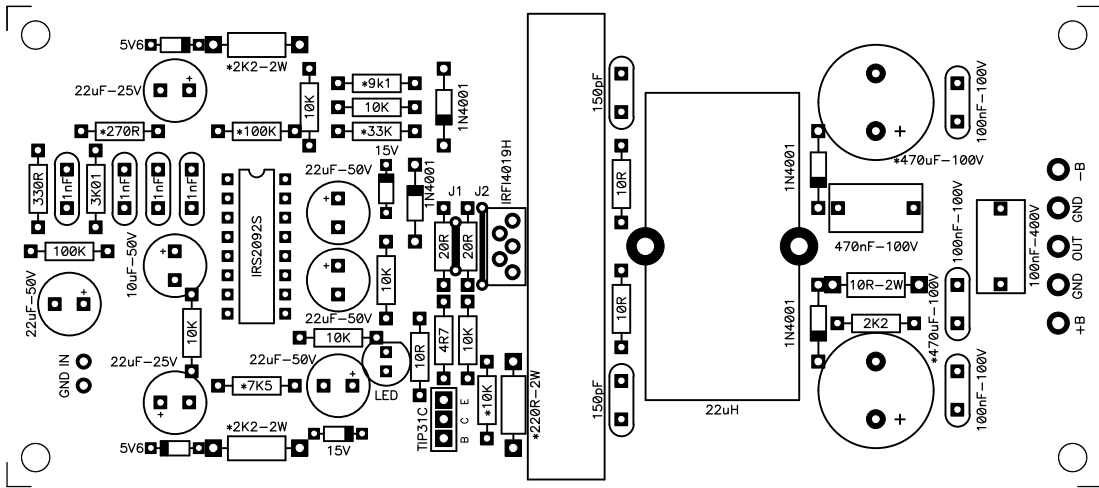 5V6
*2K2-2W
22uF-25V
+
10K
*9k1
10K
*33K
1N4001
*270R
*100K
15V
330R
1nF
3K01
1nF
1nF
1nF
IRS2092S
22uF-50V
+
1N4001
J1
J2
IRFI4019H
20R
20R
100K
10uF-50V
+
22uF-50V
+
10K
+
22uF-50V
10K
10K
10R
4R7
10K
GND IN
22uF-25V
+
*7K5
22uF-50V
+
LED
TIP31C
E
C
B
*10K
*220R-2W
5V6
*2K2-2W
15V
150pF
10R
10R
150pF
22uH
+
*470uF-100V
100nF-100V
1N4001
470nF-100V
100nF-100V
100nF-400V
10R-2W
2K2
1N4001
*470uF-100V
+
100nF-100V
-B
GND
OUT
GND
+B